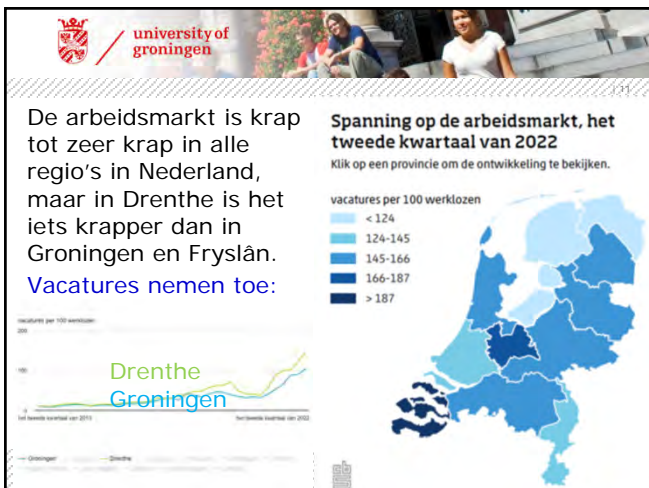 university of
groningen
| 11
De arbeidsmarkt is krap
tot zeer krap in alle
regio's in Nederland,
maar in Drenthe is het
iets krapper dan in
Groningen en Fryslân.
Vacatures nemen toe:
vacatures per 100 werklozen
200
100
0
Drenthe
Groningen
het tweede kwartaal van 2013
het tweede kwartaal van 2022
Groningen
Drenthe
Spanning op de arbeidsmarkt, het
tweede kwartaal van 2022
Klik op een provincie om de ontwikkeling te bekijken.
vacatures per 100 werklozen
< 124
124-145
145-166
166-187
> 187